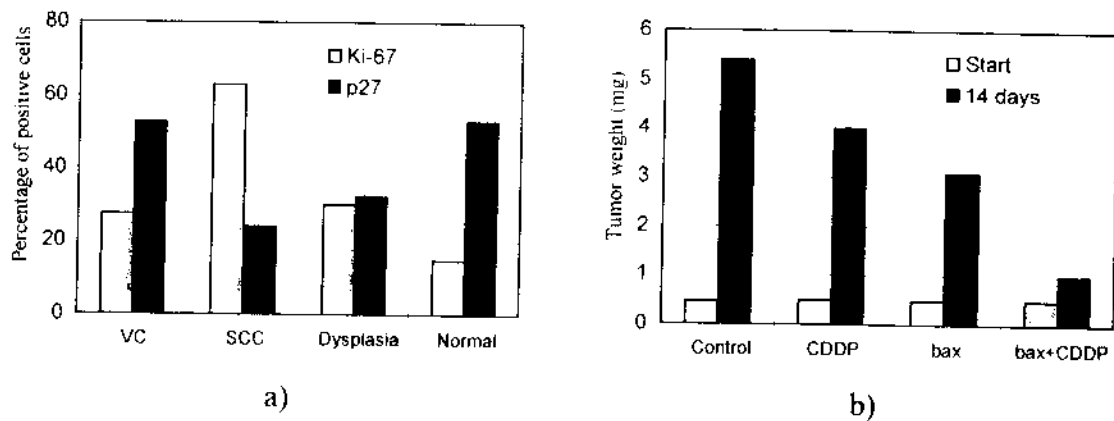 Percentage of positive cells
80
60
40
20
0
Ki-67
p27
VC SCC Dysplasia Normal
a)
Tumor weight (mg)
6
5
4
3
2
1
0
Start
14 days
Control CDDP bax bax+CDDP
b)